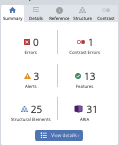 Summary Details Reference Structure Contrast
0 1
Errors Contrast Errors
3 13
Alerts Features
25 31
Structural Elements ARIA
View details ›